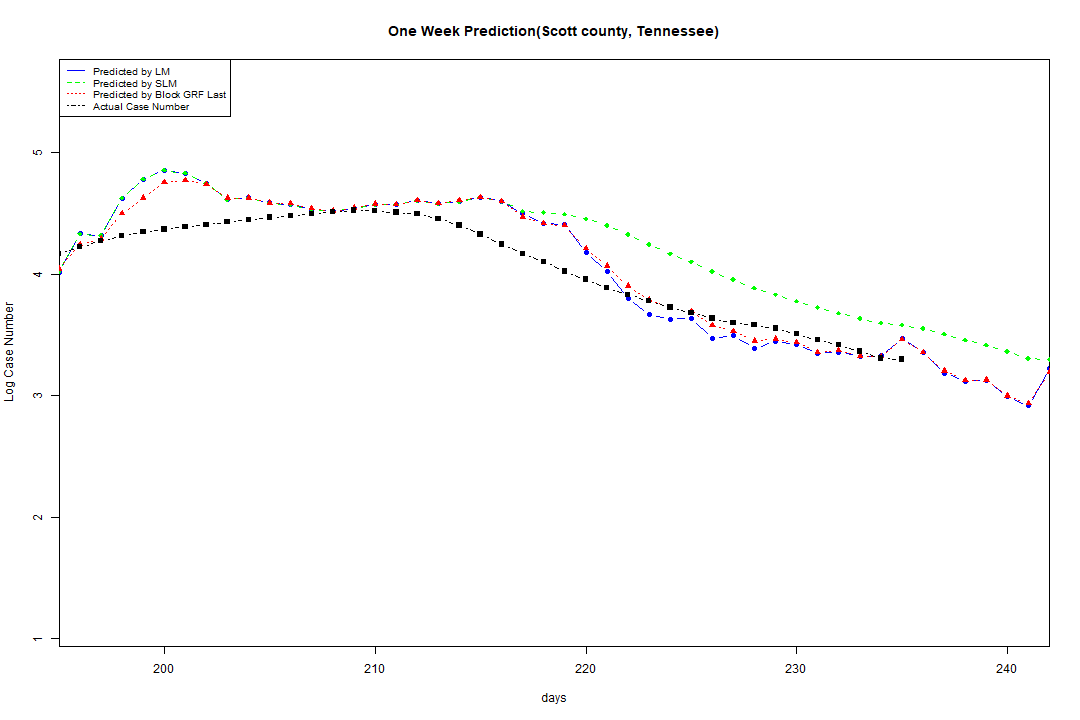 One Week Prediction(Scott county, Tennessee)
Predicted by LM
Predicted by SLM
Predicted by Block GRF Last
Actual Case Number
5
4
3
2
1
Log Case Number
200 210 220 230 240
days